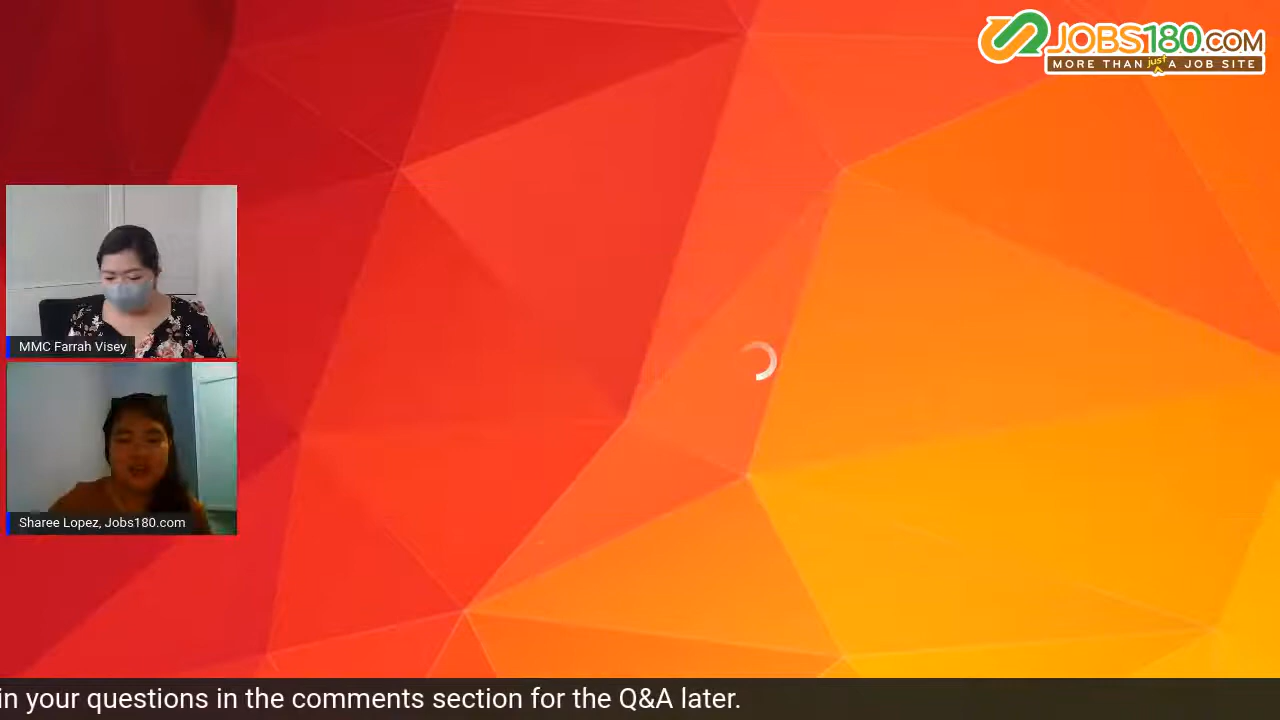 JOBS180.COM
MORE THAN just A JOB SITE
MMC Farrah Visey
Sharee Lopez, Jobs180.com
in your questions in the comments section for the Q&A later.